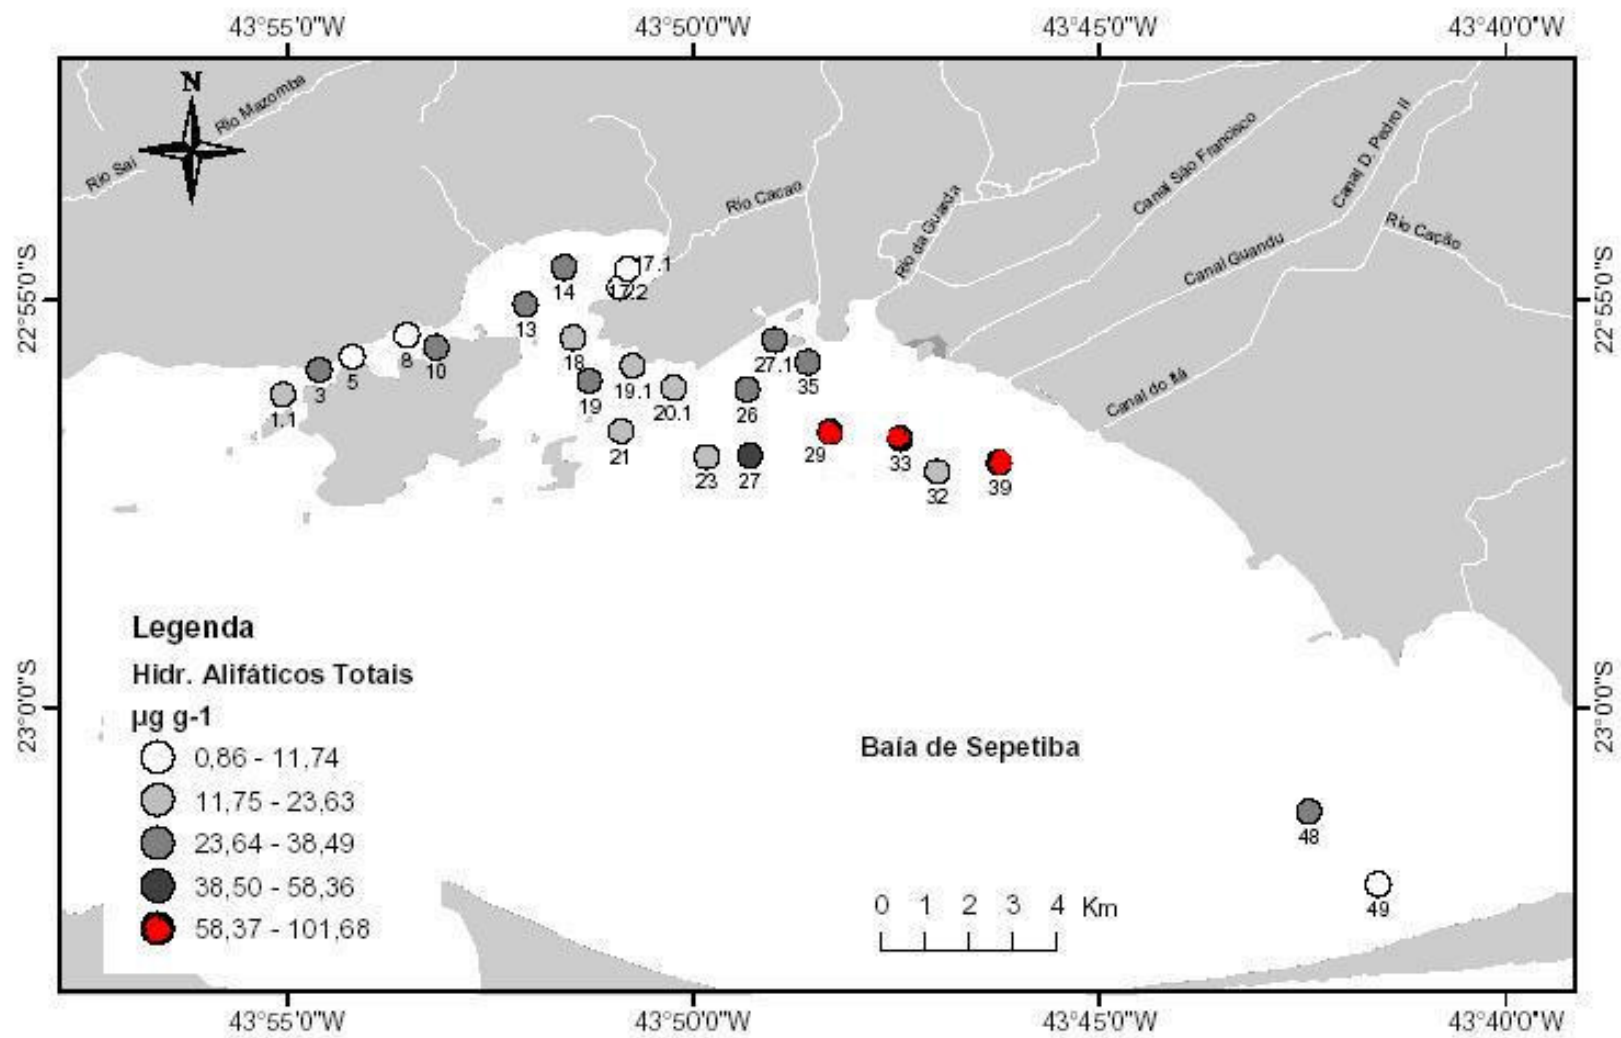 43°55'0"W 43°50'0"W 43°45'0"W 43°40'0"W
N
Rio Mazomba
Rio Sai
Rio Cacao
Rio da Guarda
Canal São Francisco
Canal D. Pedro II
Rio Cação
Canal Guandu
Canal do Itá
22°55'0"S
22°55'0"S
17.1
17.2
14
13
18
8
10
5
3
1.1
19
19.1
20.1
27.1
35
26
21
23
27
29
33
32
39
Legenda
Hidr. Alifáticos Totais
µg g-1
0,86 - 11,74
11,75 - 23,63
23,64 - 38,49
38,50 - 58,36
58,37 - 101,68
23°0'0"S
23°0'0"S
Baía de Sepetiba
48
49
0 1 2 3 4 Km
43°55'0"W 43°50'0"W 43°45'0"W 43°40'0"W